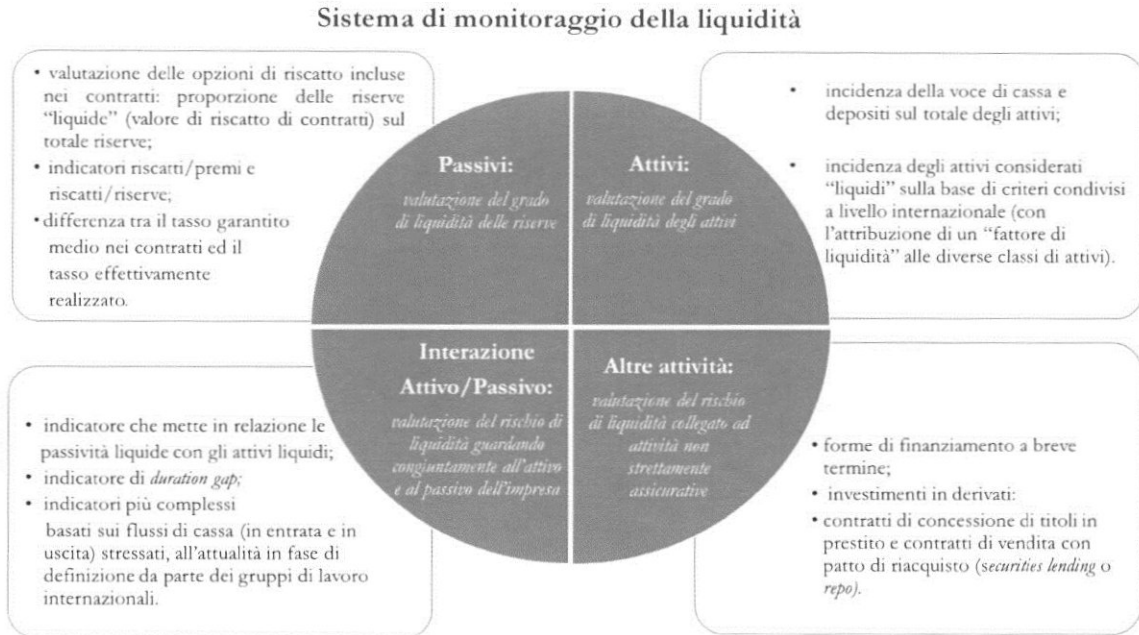 Sistema di monitoraggio della liquidità
• valutazione delle opzioni di riscatto incluse
nei contratti: proporzione delle riserve
“liquide” (valore di riscatto di contratti) sul
totale riserve;
• indicatori riscatti/premi e
riscatti/riserve;
• differenza tra il tasso garantito
medio nei contratti ed il
tasso effettivamente
realizzato.
Passivi:
valutazione del grado
di liquidità delle riserve
Attivi:
valutazione del grado
di liquidità degli attivi
• incidenza della voce di cassa e
depositi sul totale degli attivi;
• incidenza degli attivi considerati
“liquidi” sulla base di criteri condivisi
a livello internazionale (con
l’attribuzione di un “fattore di
liquidità” alle diverse classi di attivi).
• indicatore che mette in relazione le
passività liquide con gli attivi liquidi;
• indicatore di duration gap;
• indicatori più complessi
basati sui flussi di cassa (in entrata e in
uscita) stressati, all’attualità in fase di
definizione da parte dei gruppi di lavoro
internazionali.
Interazione
Attivo/Passivo:
valutazione del rischio di
liquidità guardando
congiuntamente all’attivo
e al passivo dell’impresa
Altre attività:
valutazione del rischio
di liquidità collegato ad
attività non
strettamente
assicurative
• forme di finanziamento a breve
termine;
• investimenti in derivati:
• contratti di concessione di titoli in
prestito e contratti di vendita con
patto di riacquisto (securities lending o
repo).